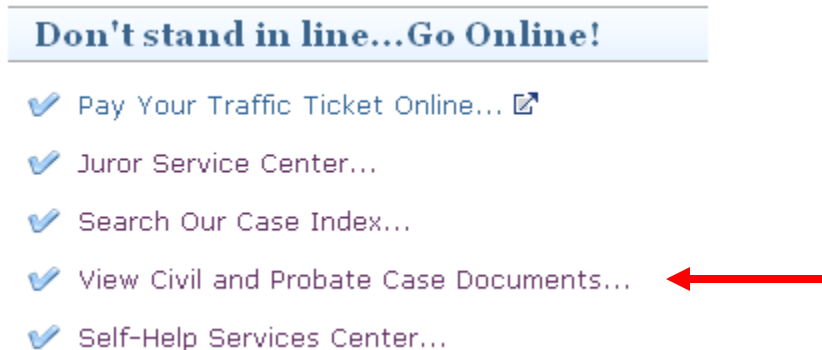 Don't stand in line...Go Online!
Pay Your Traffic Ticket Online...
Juror Service Center...
Search Our Case Index...
View Civil and Probate Case Documents...
Self-Help Services Center...